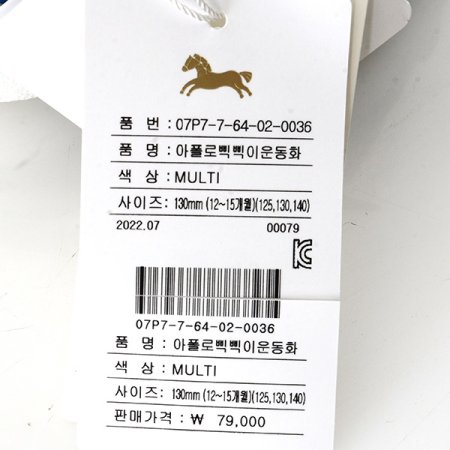 품 번 : 07P7-7-64-02-0036
품 명 : 아폴로삑삑이운동화
색 상 : MULTI
사이즈: 130mm (12~15개월)(125,130,140)
2022.07 00079
07P7-7-64-02-0036
품 명 : 아폴로삑삑이운동화
색 상 : MULTI
사이즈: 130mm (12~15개월)(125,130,140)
판매가격 : ₩ 79,000